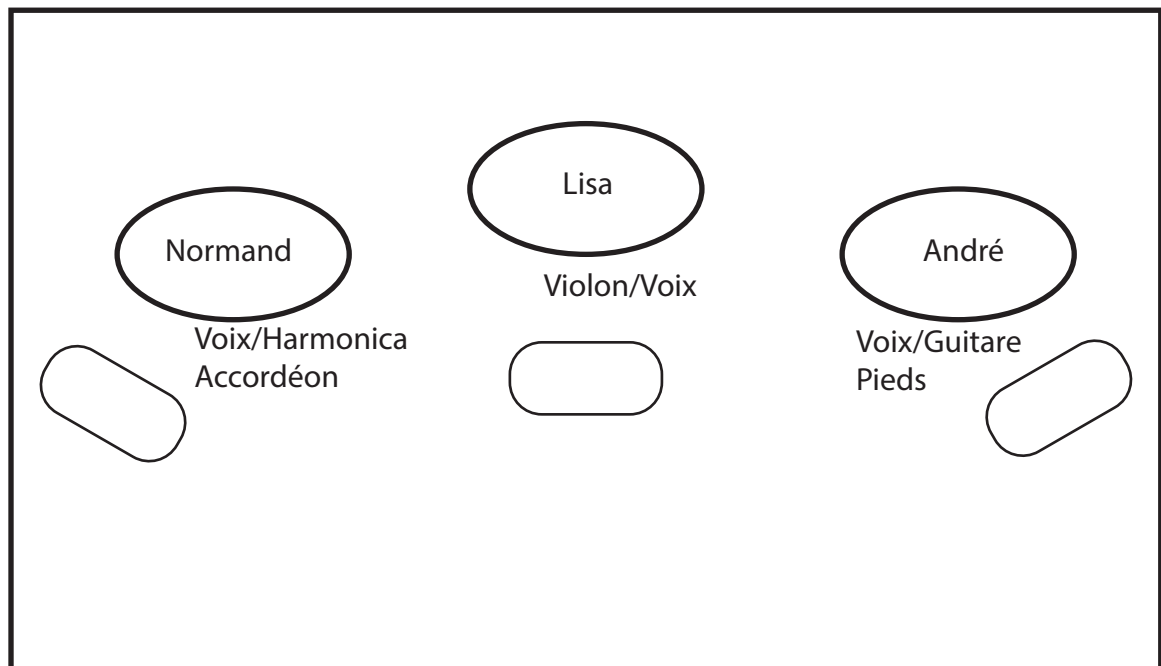 Lisa
Normand
André
Violon/Voix
Voix/Harmonica
Accordéon
Voix/Guitare
Pieds